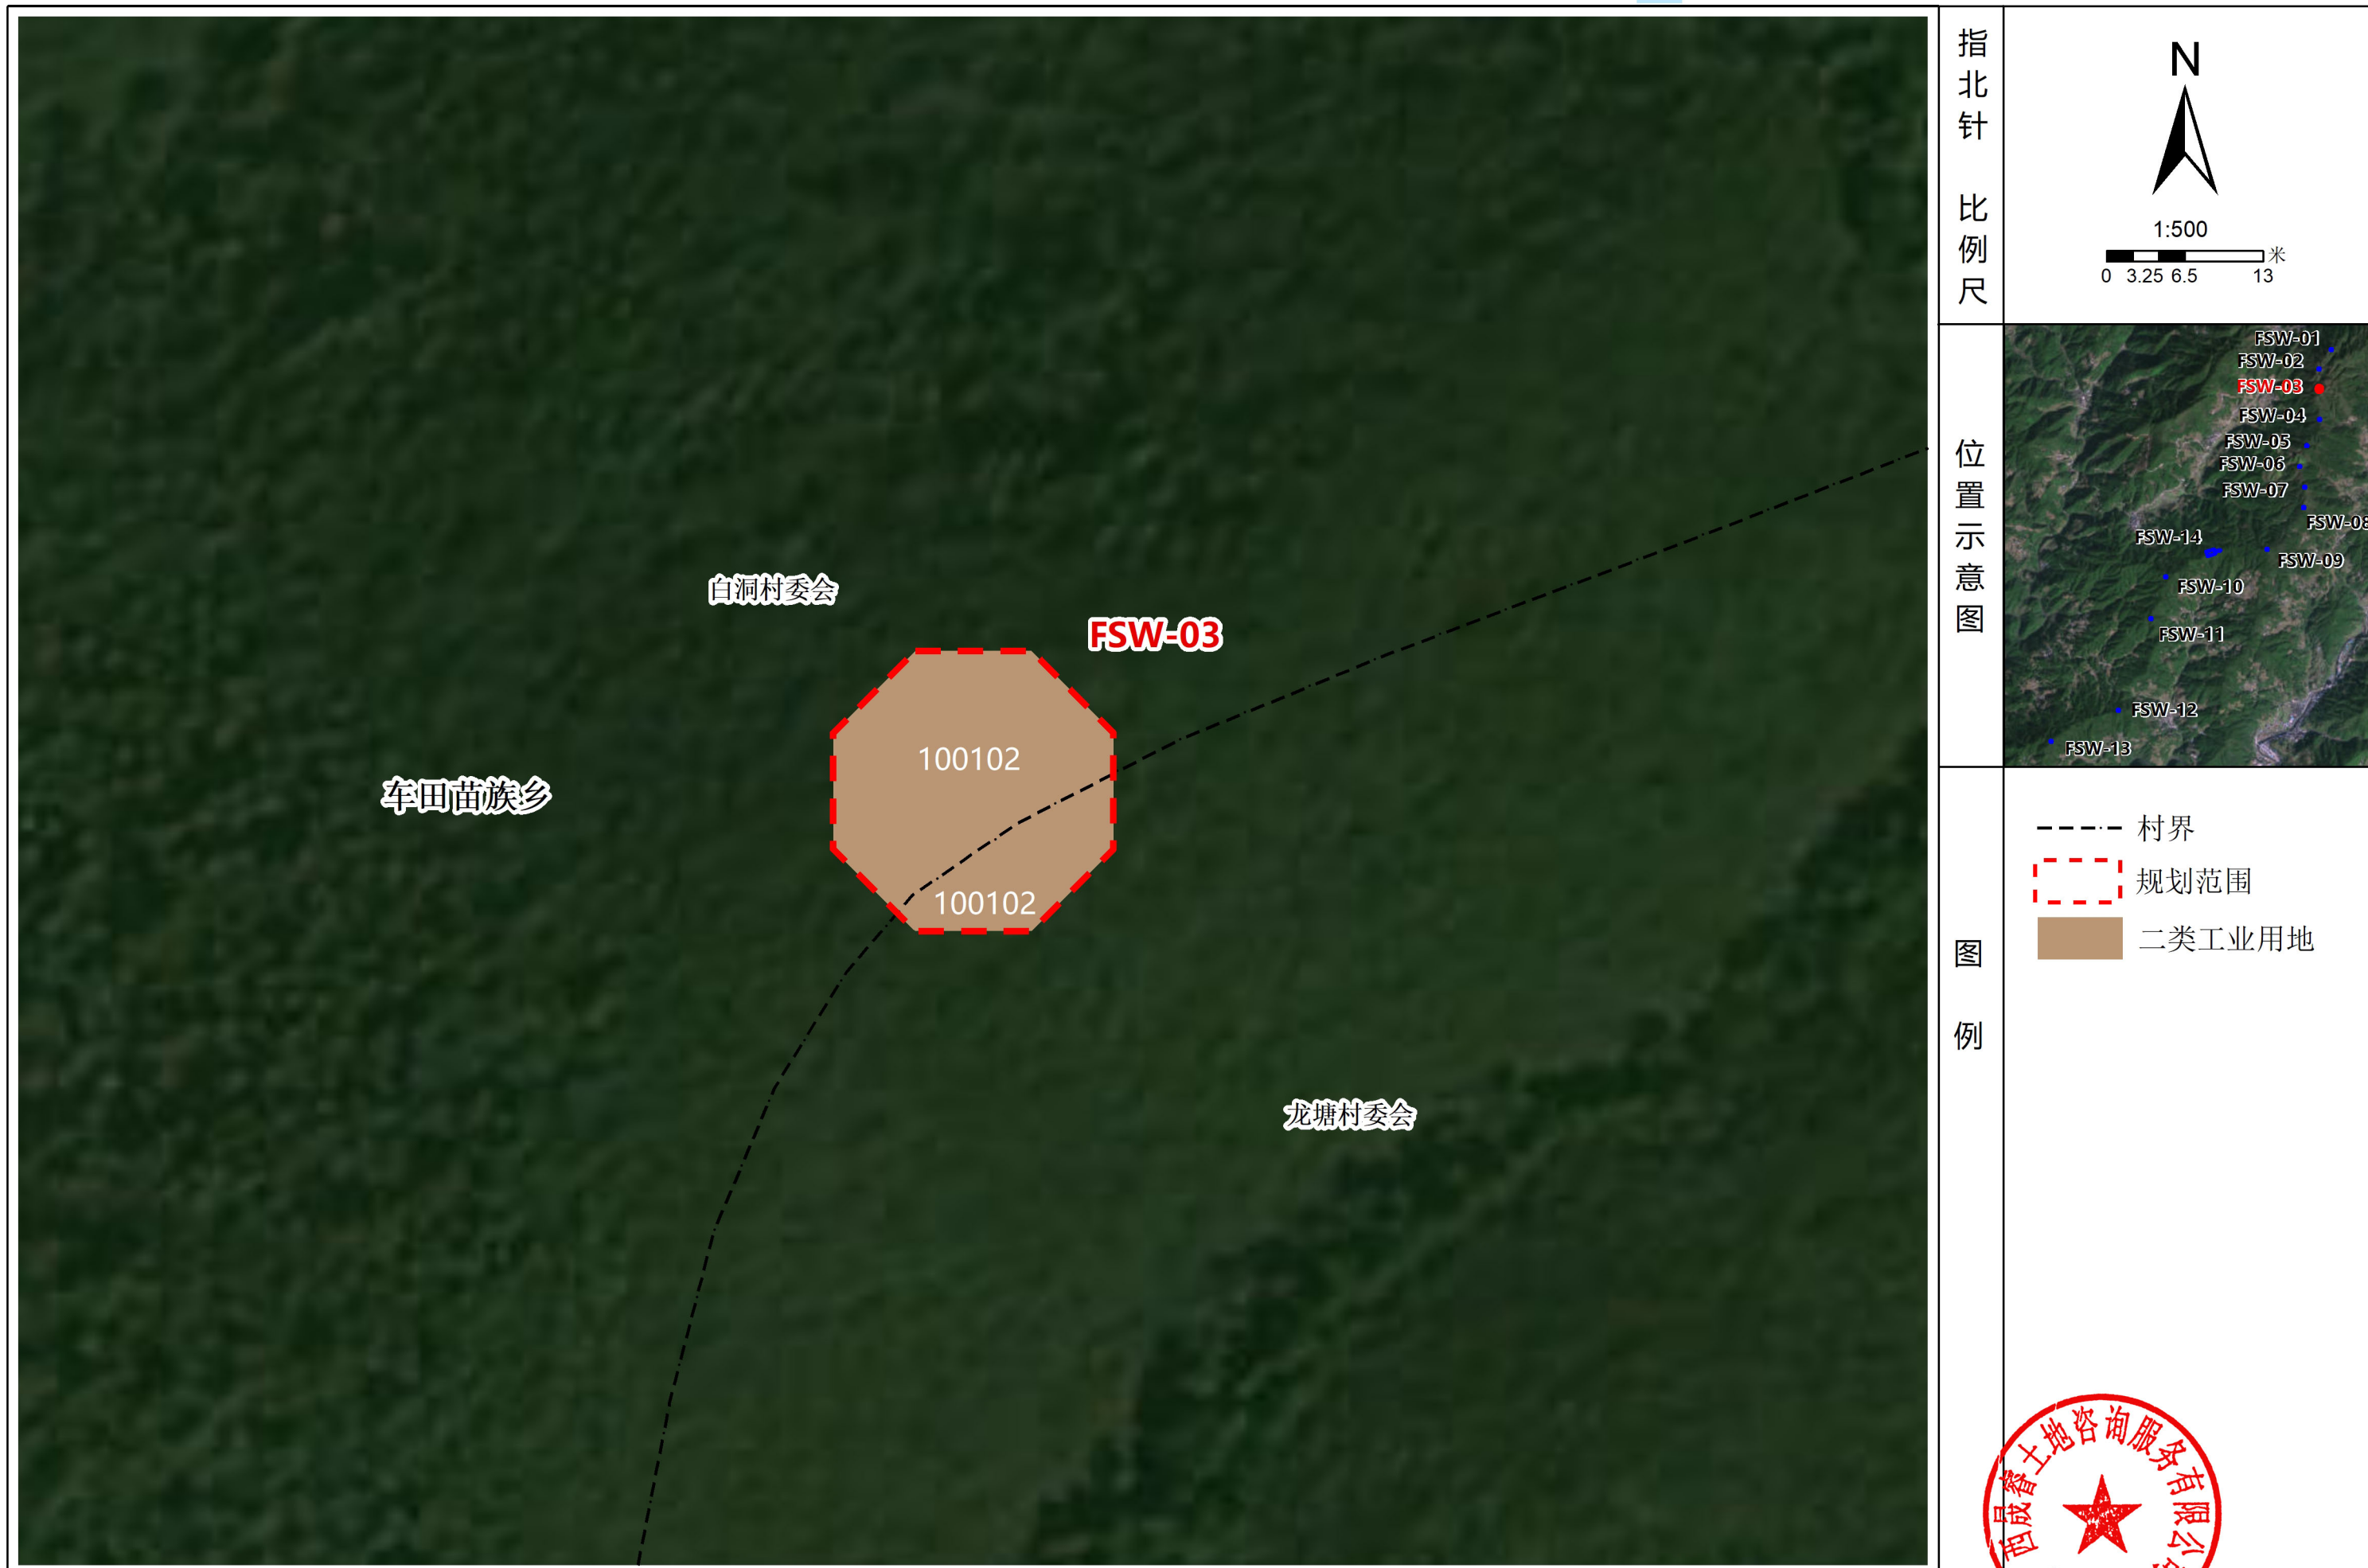 白洞村委会
FSW-03
100102
车田苗族乡
100102
龙塘村委会
指北针 比例尺
N
1:500
米
0 3.25 6.5 13
位置示意图
FSW-01
FSW-02
FSW-03
FSW-04
FSW-05
FSW-06
FSW-07
FSW-08
FSW-14
FSW-09
FSW-10
FSW-11
FSW-12
FSW-13
图例
村界
规划范围
二类工业用地
西晟睿土地咨询服务有限公